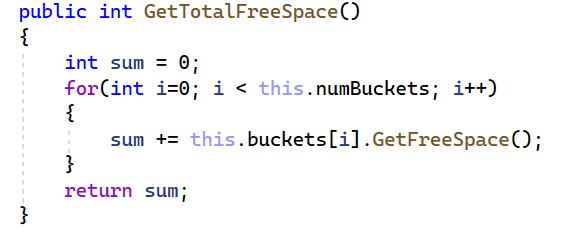 public int GetTotalFreeSpace()
{
    int sum = 0;
    for(int i=0; i < this.numBuckets; i++)
    {
        sum += this.buckets[i].GetFreeSpace();
    }
    return sum;
}